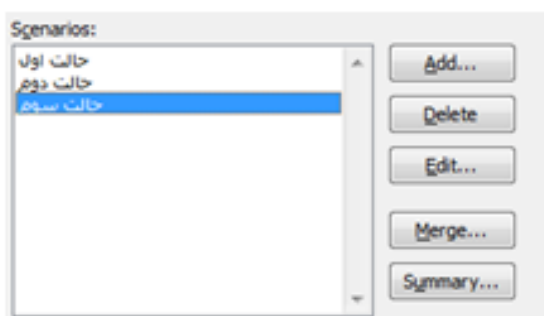 Scenarios:
حالت اول
حالت دوم
حالت سوم
Add...
Delete
Edit...
Merge...
Summary...